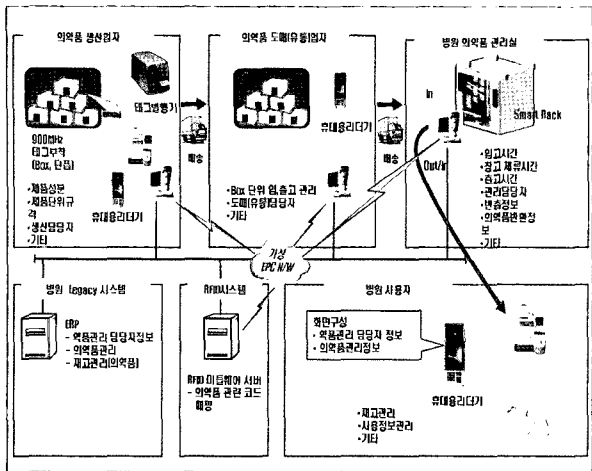 의약품 생산업자
태그발행기
900MHz
태그부착
(Box, 단품)
•제품성분
•제품단위규
격
•생산담당자
•기타
휴대용리더기
배송
의약품 도매(유통)업자
휴대용리더기
•Box 단위 입,출고 관리
•도매(유통)담당자
•기타
배송
병원 의약품 관리실
In
Smart Rack
Out/In
•입고시간
•창고 체류시간
•출고시간
•관리담당자
•변동정보
•의약품반환정
보
•기타
가상
EPC N/W
병원 Legacy 시스템
ERP
- 약품관리 담당자정보
- 의약품관리
- 재고관리(의약품)
RFID시스템
RFID 미들웨어 서버
- 의약품 관련 코드
매핑
병원 사용자
화면구성
• 약품관리 담당자 정보
• 의약품관리정보
휴대용리더기
•재고관리
•사용정보관리
•기타